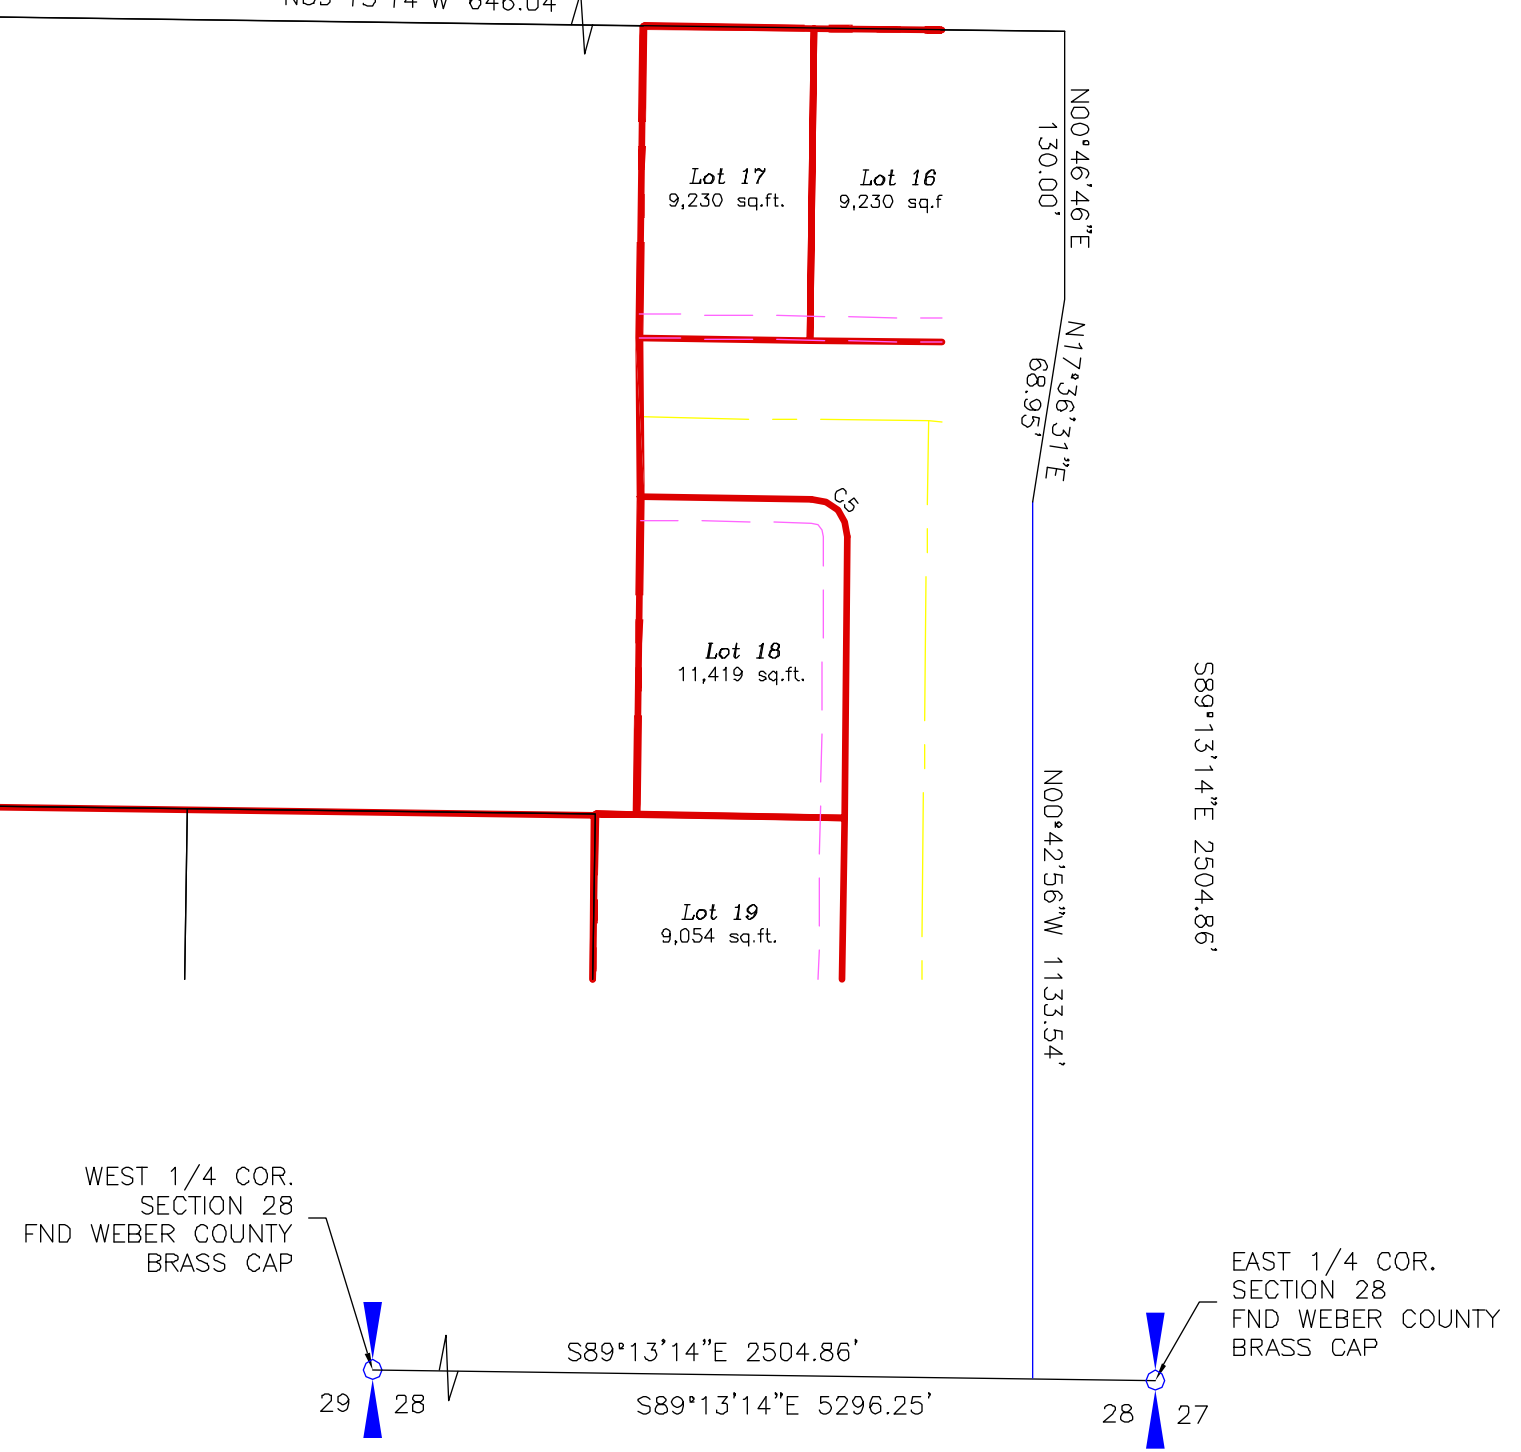 W 646.04'
Lot 17
9,230 sq.ft.
Lot 16
9,230 sq.f
N00°46'46"E
130.00'
N17°36'31"E
68.95'
C5
Lot 18
11,419 sq.ft.
S89°13'14"E 2504.86'
N00°42'56"W 1133.54'
Lot 19
9,054 sq.ft.
WEST 1/4 COR.
SECTION 28
FND WEBER COUNTY
BRASS CAP
EAST 1/4 COR.
SECTION 28
FND WEBER COUNTY
BRASS CAP
S89°13'14"E 2504.86'
S89°13'14"E 5296.25'
29 28
28 27